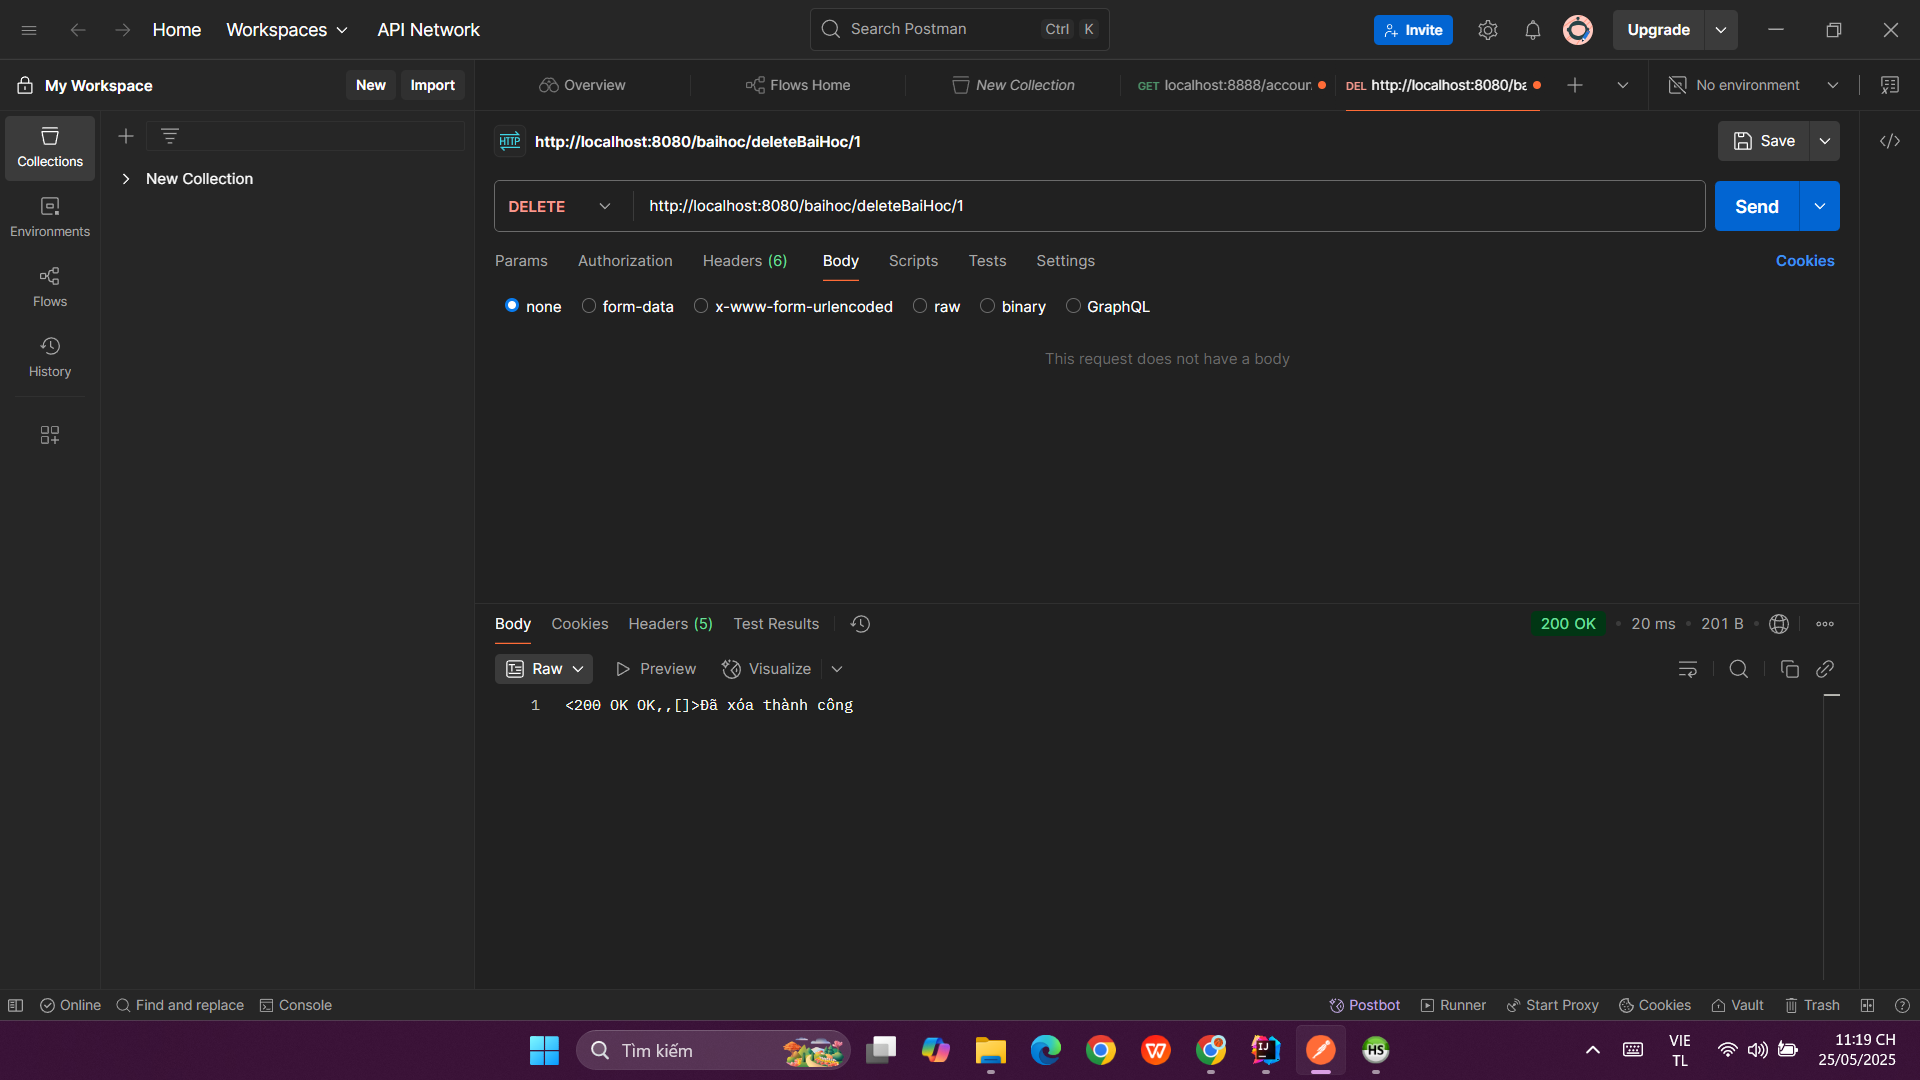 Home
Workspaces
API Network
Search Postman
Ctrl K
Invite
Upgrade
My Workspace
New
Import
Overview
Flows Home
New Collection
GET localhost:8888/accour
DEL http://localhost:8080/ba
No environment
Collections
Environments
Flows
History
New Collection
HTTP http://localhost:8080/baihoc/deleteBaiHoc/1
Save
DELETE
http://localhost:8080/baihoc/deleteBaiHoc/1
Send
Params
Authorization
Headers (6)
Body
Scripts
Tests
Settings
Cookies
none
form-data
x-www-form-urlencoded
raw
binary
GraphQL
This request does not have a body
Body
Cookies
Headers (5)
Test Results
200 OK
20 ms
201 B
Raw
Preview
Visualize
1 <200 OK OK,,[]>Đã xóa thành công
Online
Find and replace
Console
Postbot
Runner
Start Proxy
Cookies
Vault
Trash
Tìm kiếm
VIE
TL
11:19 CH
25/05/2025